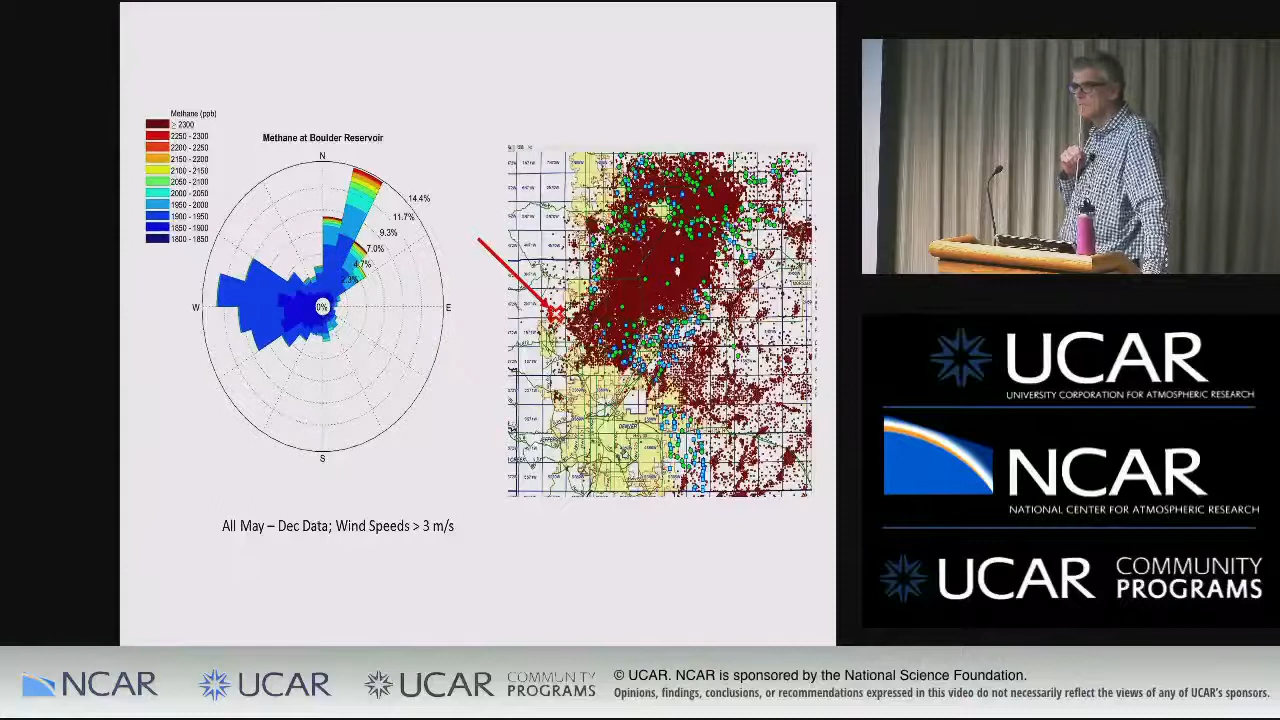 Methane (ppb)
≥ 2300
2250 - 2300
2200 - 2250
2150 - 2200
2100 - 2150
2050 - 2100
2000 - 2050
1950 - 2000
1900 - 1950
1850 - 1900
1800 - 1850
Methane at Boulder Reservoir
N
14.4%
11.7%
9.3%
7.0%
4.7%
0%
W
E
S
DENVER
All May – Dec Data; Wind Speeds > 3 m/s
UCAR
UNIVERSITY CORPORATION FOR ATMOSPHERIC RESEARCH
NCAR
NATIONAL CENTER FOR ATMOSPHERIC RESEARCH
UCAR COMMUNITY PROGRAMS
NCAR
UCAR
UCAR COMMUNITY PROGRAMS
© UCAR. NCAR is sponsored by the National Science Foundation.
Opinions, findings, conclusions, or recommendations expressed in this video do not necessarily reflect the views of any of UCAR's sponsors.